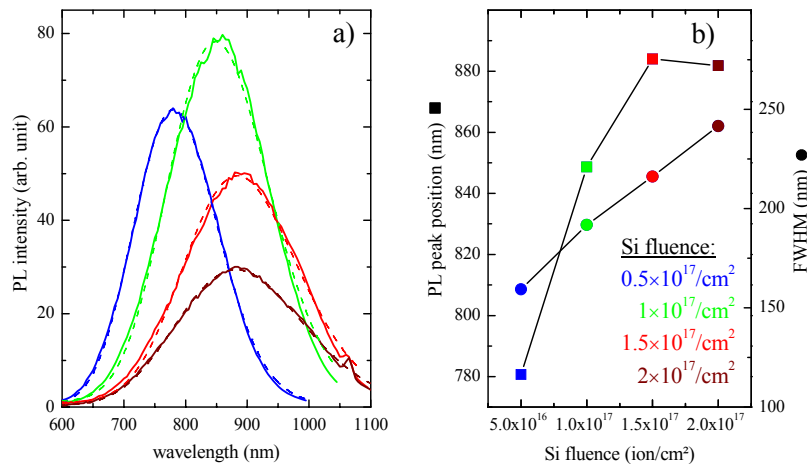 a)
80
60
40
20
0
PL intensity (arb. unit)
600 700 800 900 1000 1100
wavelength (nm)
b)
880
860
840
820
800
780
PL peak position (nm)
250
200
150
100
FWHM (nm)
Si fluence:
0.5×10¹⁷/cm²
1×10¹⁷/cm²
1.5×10¹⁷/cm²
2×10¹⁷/cm²
5.0x10¹⁶ 1.0x10¹⁷ 1.5x10¹⁷ 2.0x10¹⁷
Si fluence (ion/cm²)